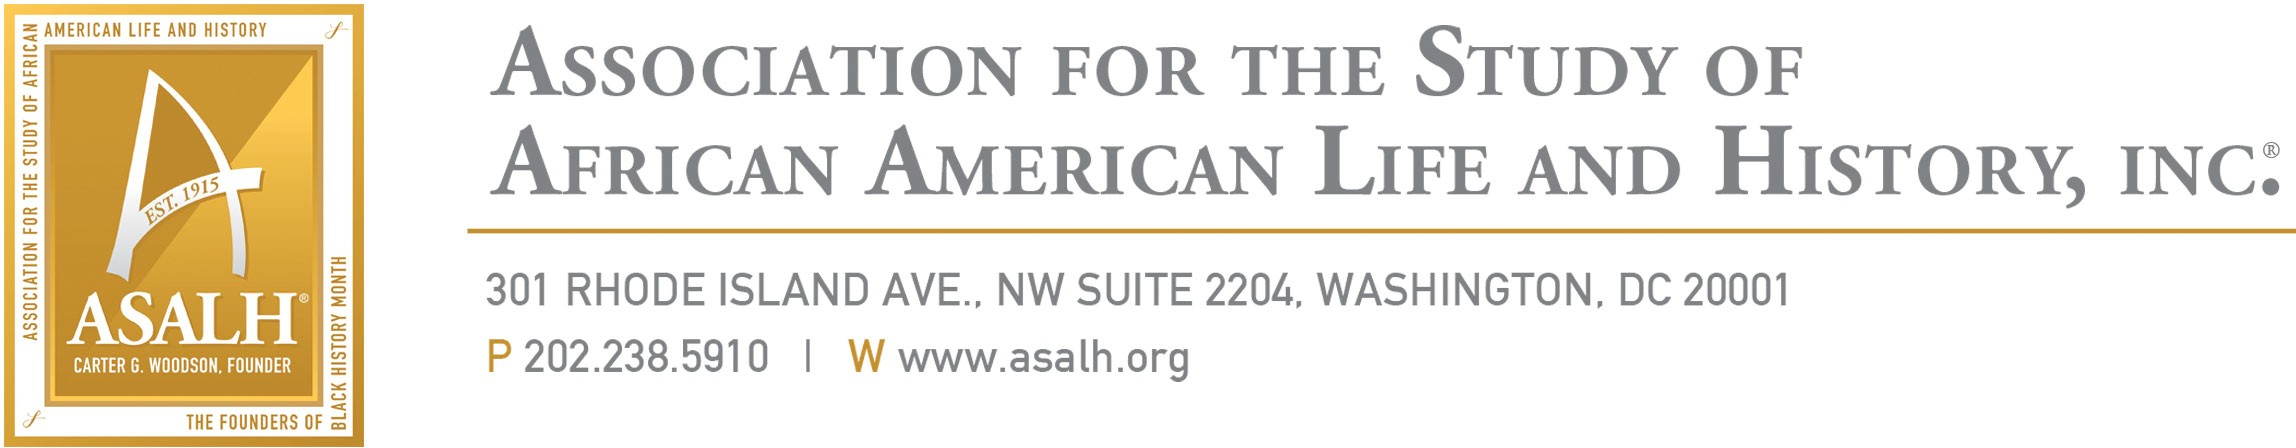 ASSOCIATION FOR THE STUDY OF AFRICAN
AMERICAN LIFE AND HISTORY
EST. 1915
ASALH®
CARTER G. WOODSON, FOUNDER
THE FOUNDERS OF
BLACK HISTORY MONTH
ASSOCIATION FOR THE STUDY OF
AFRICAN AMERICAN LIFE AND HISTORY, INC.®
301 RHODE ISLAND AVE., NW SUITE 2204, WASHINGTON, DC 20001
P 202.238.5910 | W www.asalh.org